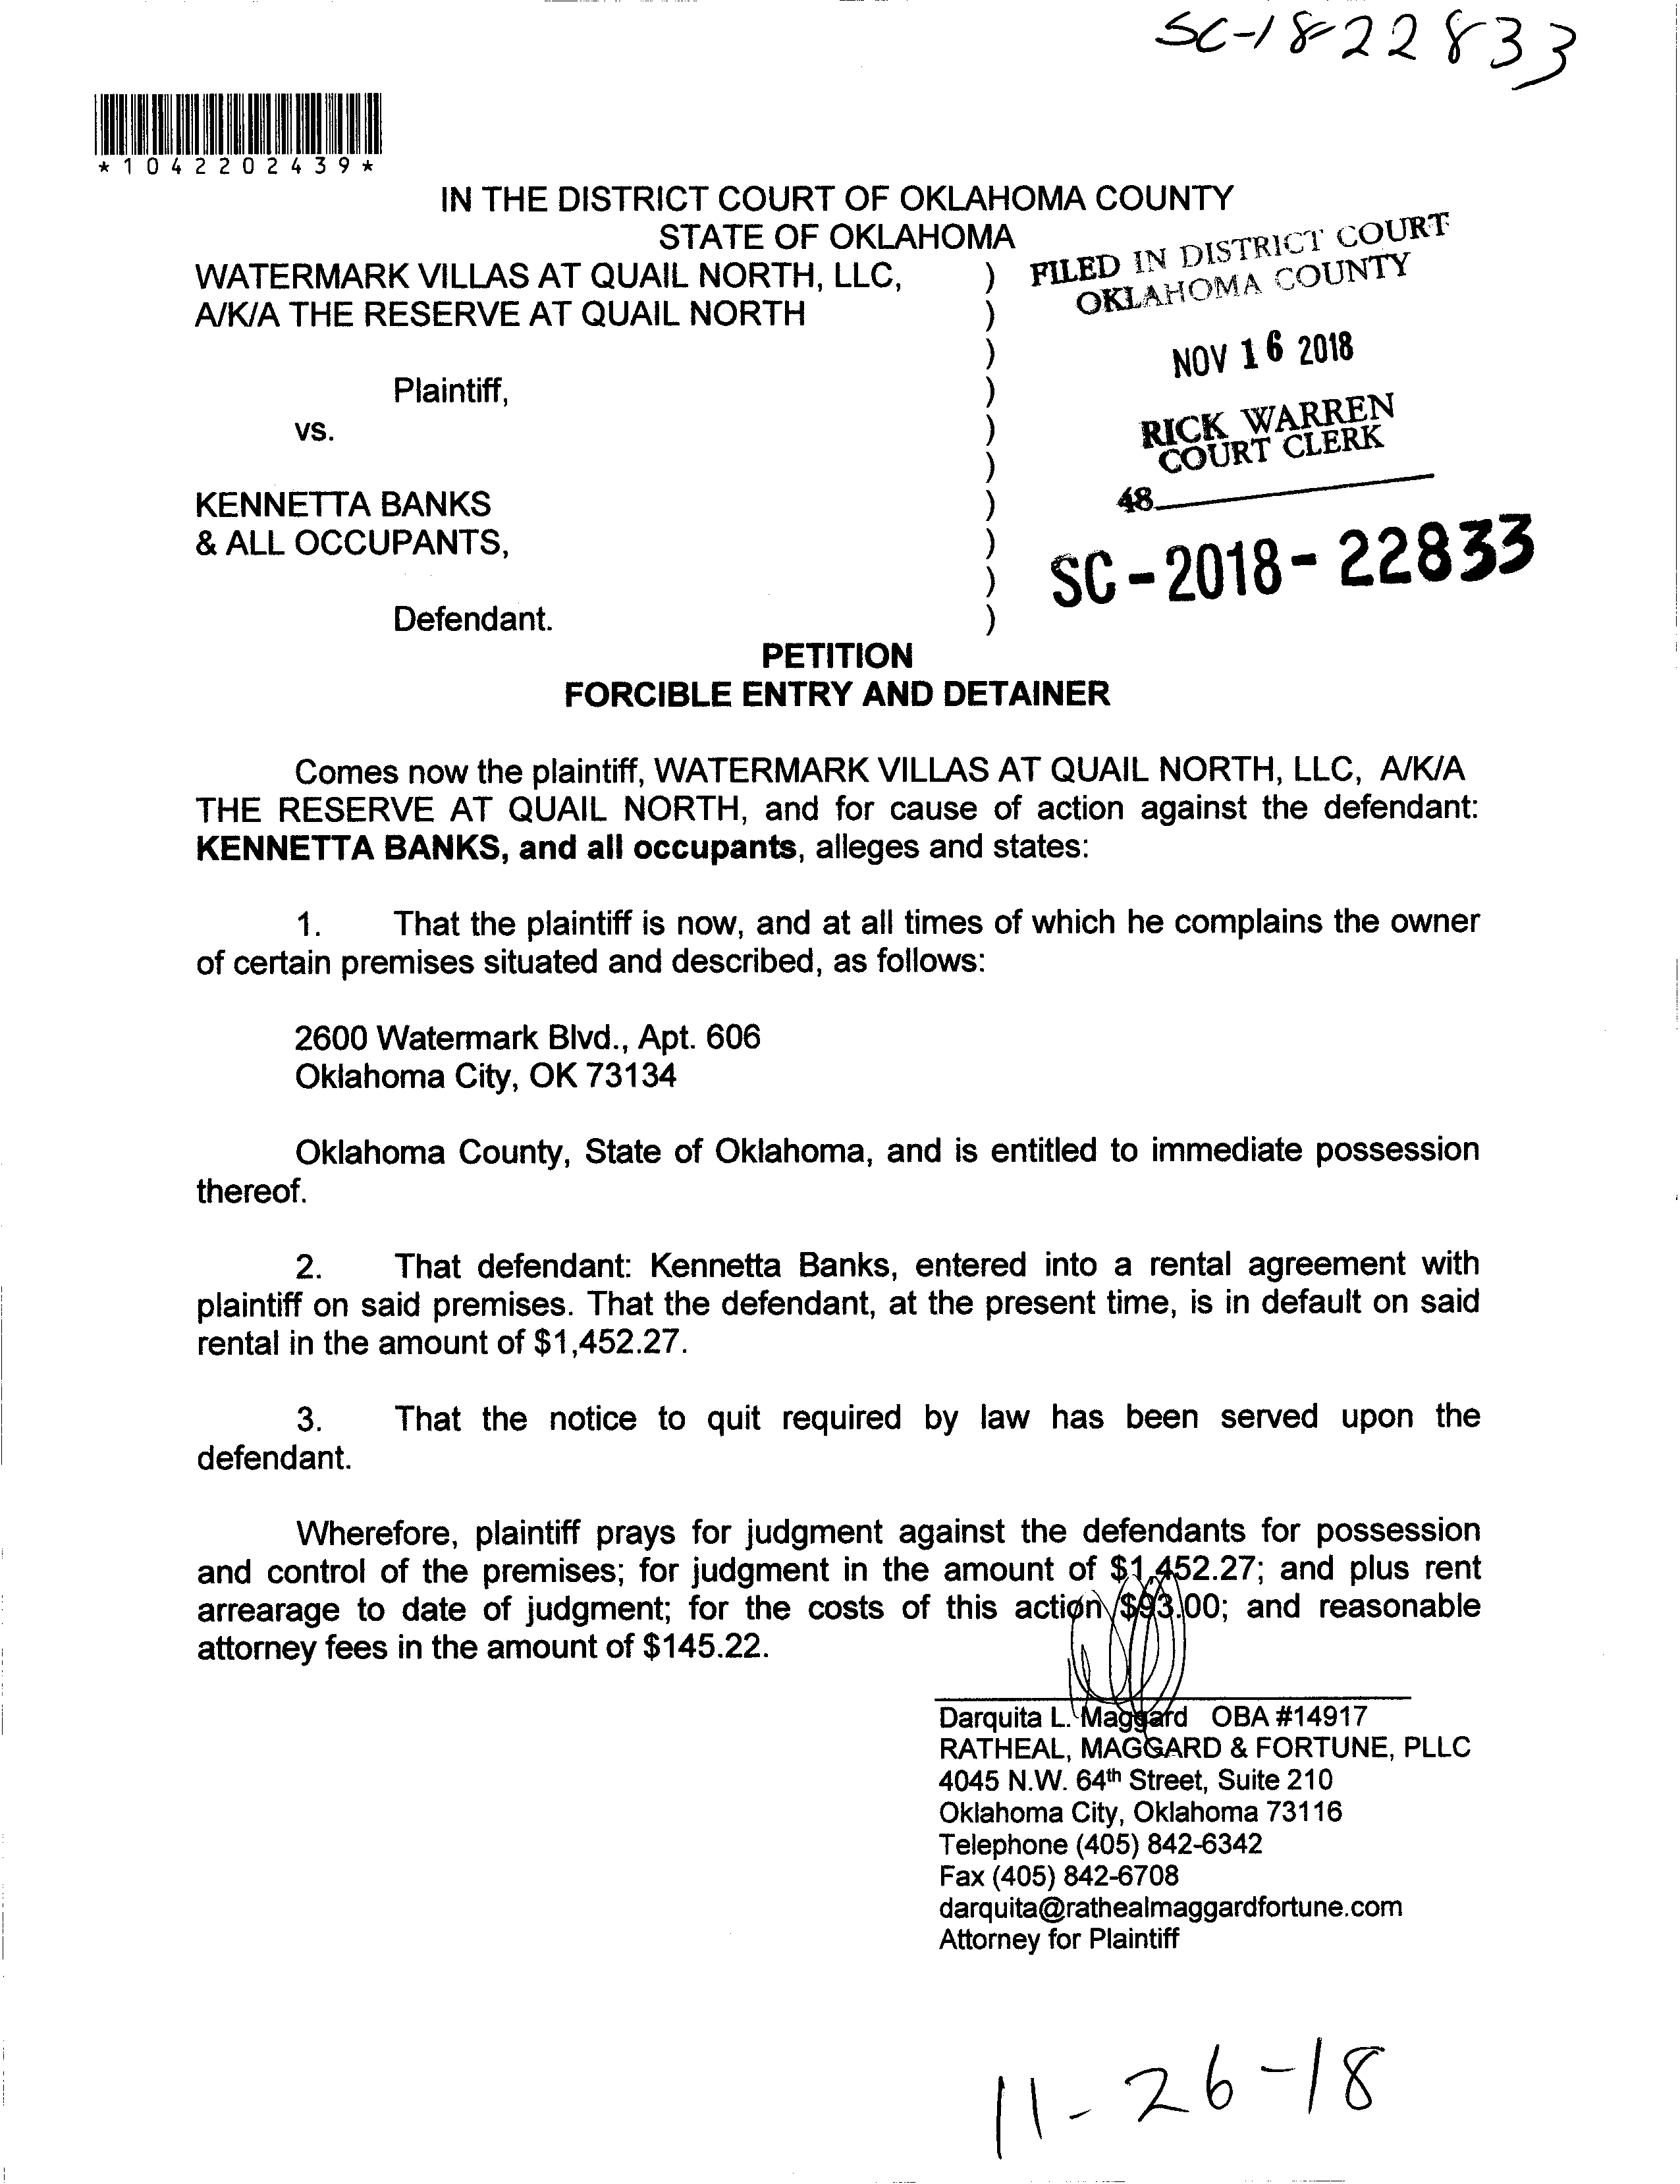 SC-18-22833
*1042202439*
IN THE DISTRICT COURT OF OKLAHOMA COUNTY
STATE OF OKLAHOMA
WATERMARK VILLAS AT QUAIL NORTH, LLC, )
A/K/A THE RESERVE AT QUAIL NORTH )
)
Plaintiff, )
vs. )
)
KENNETTA BANKS )
& ALL OCCUPANTS, )
)
Defendant. )
FILED IN DISTRICT COURT
OKLAHOMA COUNTY
NOV 16 2018
RICK WARREN
COURT CLERK
48
SC-2018-22833
PETITION
FORCIBLE ENTRY AND DETAINER
Comes now the plaintiff, WATERMARK VILLAS AT QUAIL NORTH, LLC, A/K/A
THE RESERVE AT QUAIL NORTH, and for cause of action against the defendant:
KENNETTA BANKS, and all occupants, alleges and states:
1. That the plaintiff is now, and at all times of which he complains the owner
of certain premises situated and described, as follows:
2600 Watermark Blvd., Apt. 606
Oklahoma City, OK 73134
Oklahoma County, State of Oklahoma, and is entitled to immediate possession
thereof.
2. That defendant: Kennetta Banks, entered into a rental agreement with
plaintiff on said premises. That the defendant, at the present time, is in default on said
rental in the amount of $1,452.27.
3. That the notice to quit required by law has been served upon the
defendant.
Wherefore, plaintiff prays for judgment against the defendants for possession
and control of the premises; for judgment in the amount of $1,452.27; and plus rent
arrearage to date of judgment; for the costs of this action $93.00; and reasonable
attorney fees in the amount of $145.22.
Darquita L. Maggard OBA #14917
RATHEAL, MAGGARD & FORTUNE, PLLC
4045 N.W. 64th Street, Suite 210
Oklahoma City, Oklahoma 73116
Telephone (405) 842-6342
Fax (405) 842-6708
darquita@rathealmaggardfortune.com
Attorney for Plaintiff
11-26-18